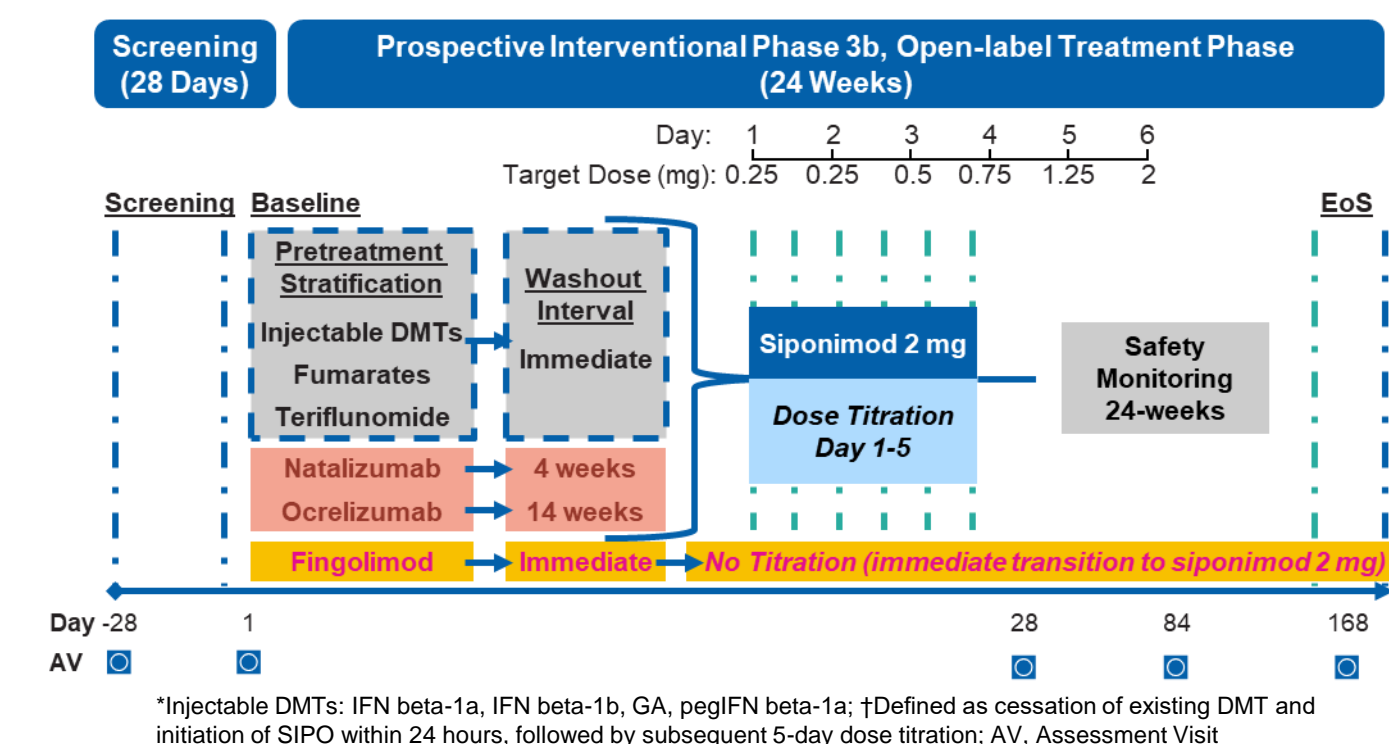 Screening
(28 Days)
Prospective Interventional Phase 3b, Open-label Treatment Phase
(24 Weeks)
Day: 1 2 3 4 5 6
Target Dose (mg): 0.25 0.25 0.5 0.75 1.25 2
Screening Baseline EoS
Pretreatment
Stratification
Injectable DMTs
Fumarates
Teriflunomide
Washout
Interval
Immediate
Siponimod 2 mg
Dose Titration
Day 1-5
Safety
Monitoring
24-weeks
Natalizumab 4 weeks
Ocrelizumab 14 weeks
Fingolimod Immediate No Titration (immediate transition to siponimod 2 mg)
Day -28 1 28 84 168
AV
*Injectable DMTs: IFN beta-1a, IFN beta-1b, GA, pegIFN beta-1a; †Defined as cessation of existing DMT and
initiation of SIPO within 24 hours, followed by subsequent 5-day dose titration; AV, Assessment Visit